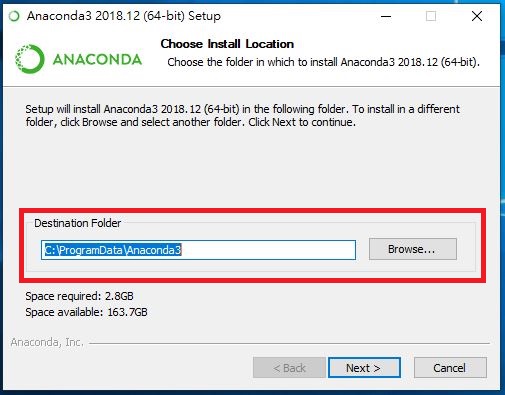 Anaconda3 2018.12 (64-bit) Setup
Choose Install Location
Choose the folder in which to install Anaconda3 2018.12 (64-bit).
ANACONDA
Setup will install Anaconda3 2018.12 (64-bit) in the following folder. To install in a different
folder, click Browse and select another folder. Click Next to continue.
Destination Folder
C:\ProgramData\Anaconda3
Browse...
Space required: 2.8GB
Space available: 163.7GB
Anaconda, Inc.
< Back
Next >
Cancel